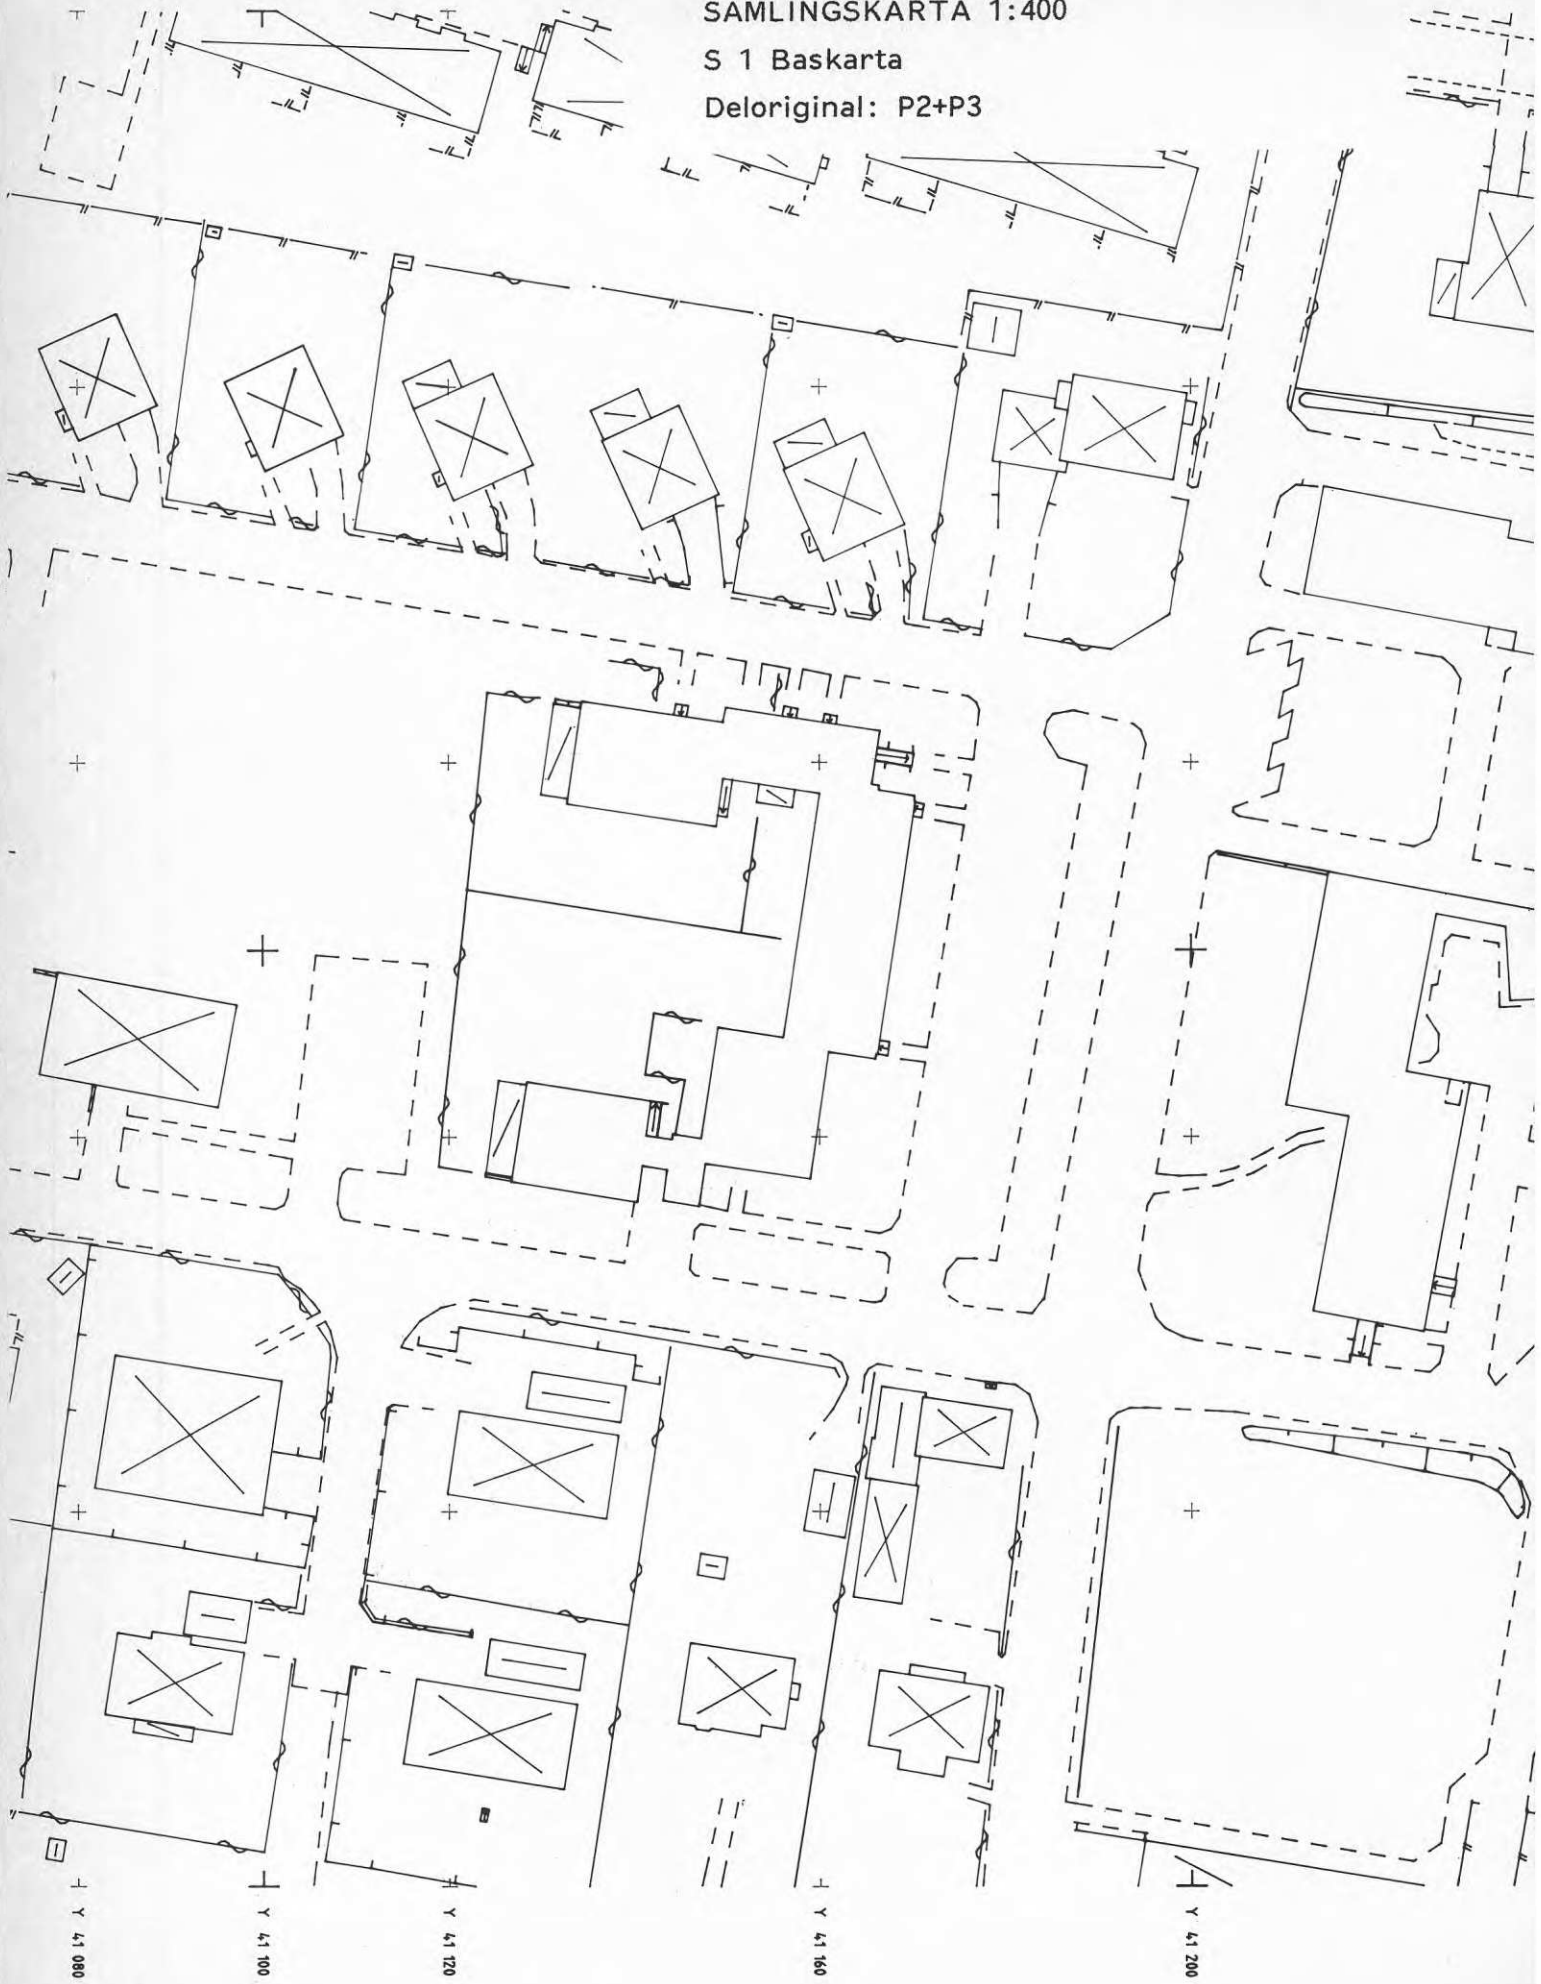 SAMLINGSKARTA 1:400
S 1 Baskarta
Deloriginal: P2+P3
Y 41 080
Y 41 100
Y 41 120
Y 41 160
Y 41 200